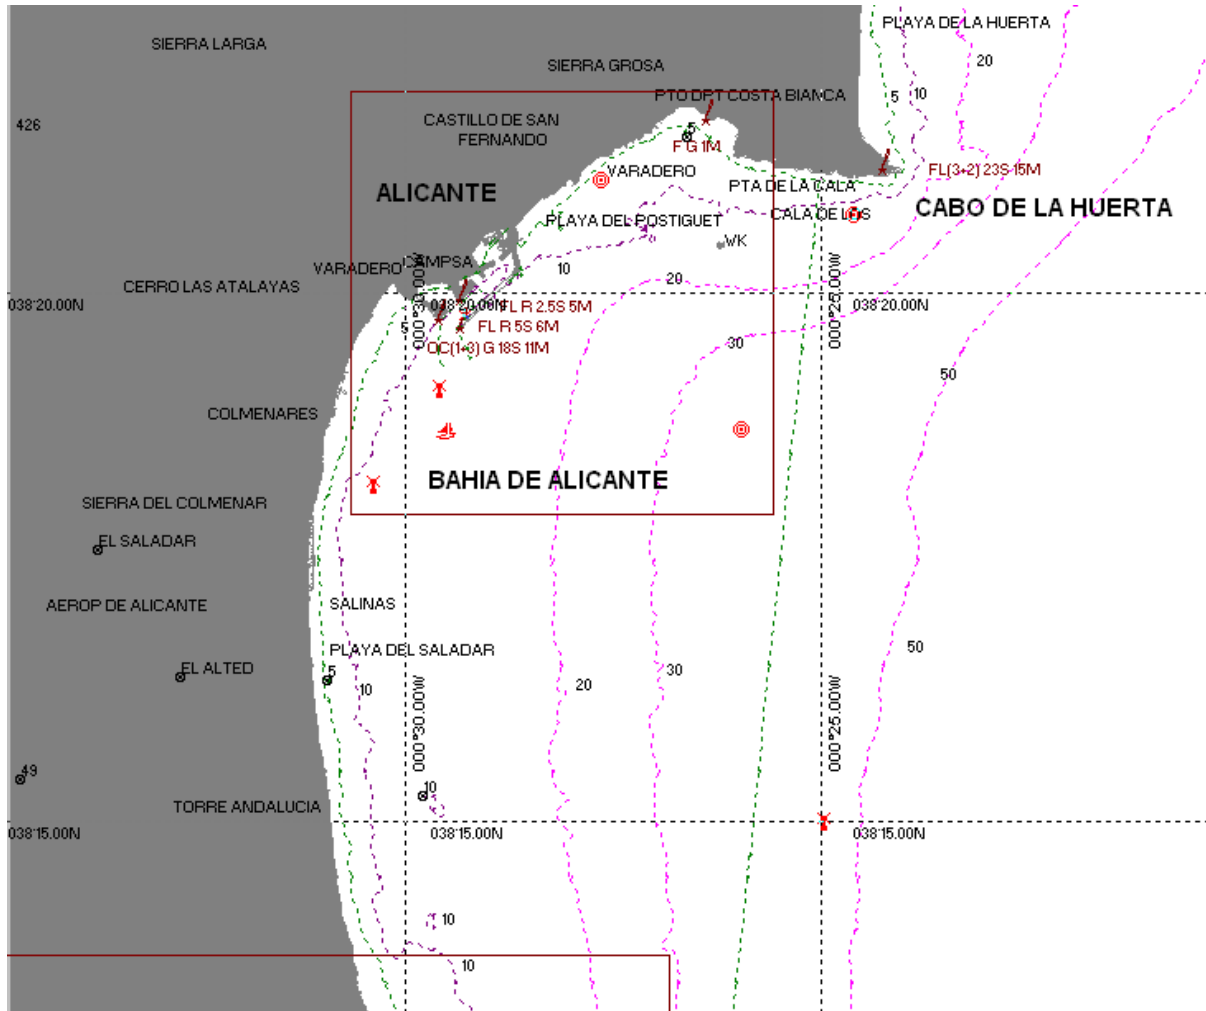 PLAYA DE LA HUERTA
SIERRA LARGA
20
SIERRA GROSA
PTO DPT COSTA BIANCA
5
10
426
CASTILLO DE SAN
FERNANDO
5
F G 1M
VARADERO
FL(3+2) 23S 15M
ALICANTE
PTA DE LA CALA
CABO DE LA HUERTA
PLAYA DEL POSTIGUET
CALA DE LAS
WK
VARADERO
CAMPSA
10
20
CERRO LAS ATALAYAS
000°30.00W
000°25.00W
038°20.00N
038°20.00N
038°20.00N
FL R 2.5S 5M
5
FL R 5S 6M
OC(1+3) G 18S 11M
30
50
COLMENARES
BAHIA DE ALICANTE
SIERRA DEL COLMENAR
EL SALADAR
AEROP DE ALICANTE
SALINAS
PLAYA DEL SALADAR
50
EL ALTED
5
10
20
30
000°30.00W
000°25.00W
49
10
TORRE ANDALUCIA
038°15.00N
038°15.00N
038°15.00N
10
10